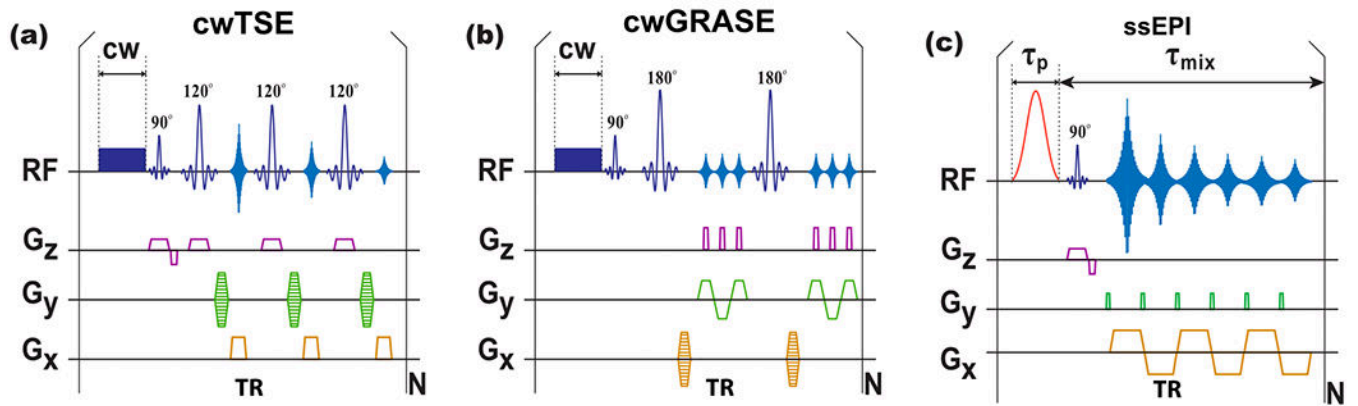 (a)
cwTSE
cw
90°
120°
120°
120°
RF
Gz
Gy
Gx
TR
N
(b)
cwGRASE
cw
90°
180°
180°
RF
Gz
Gy
Gx
TR
N
(c)
ssEPI
τp
τmix
90°
RF
Gz
Gy
Gx
TR
N